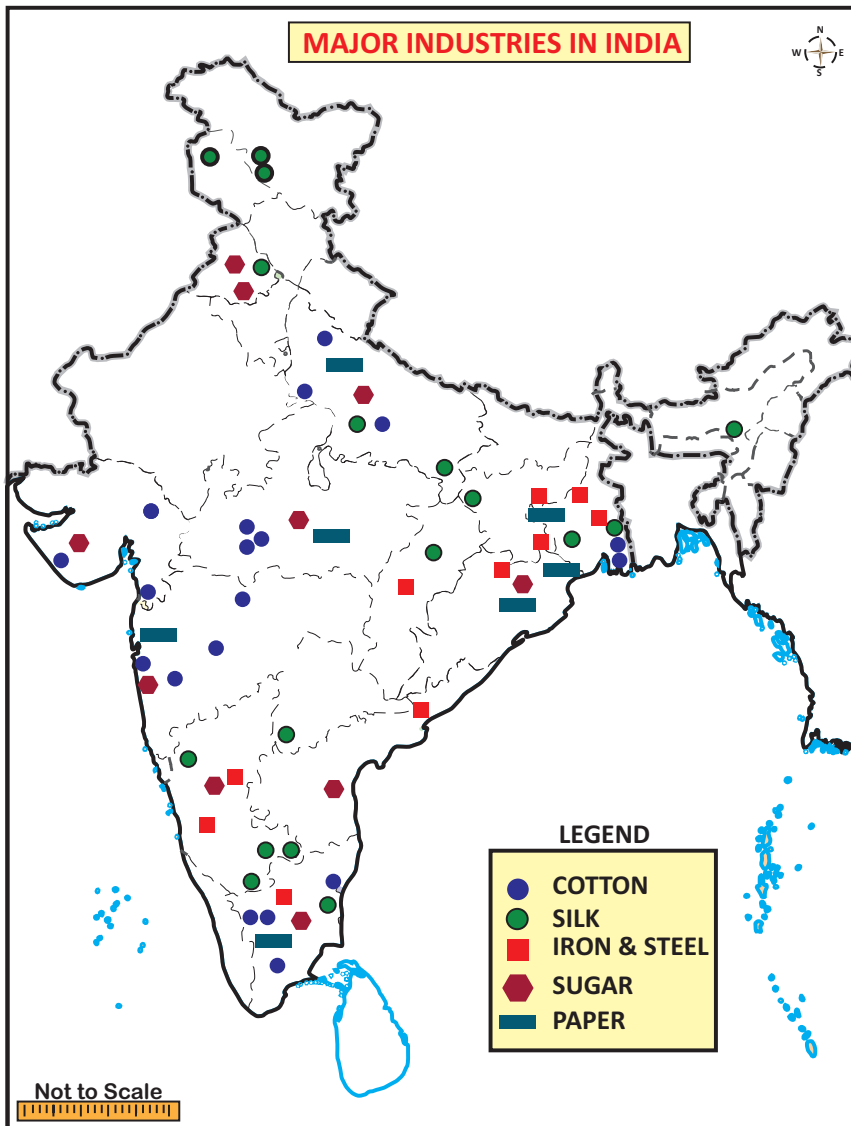 MAJOR INDUSTRIES IN INDIA
N
W E
S
LEGEND
COTTON
SILK
IRON & STEEL
SUGAR
PAPER
Not to Scale